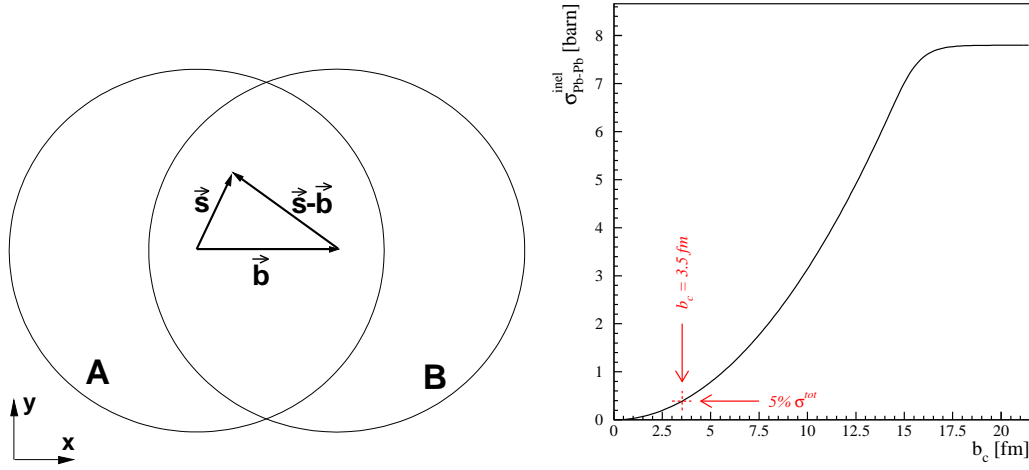 s⃗
s⃗-b⃗
b⃗
A
B
y
x
σ^inel_Pb-Pb [barn]
8
7
6
5
4
3
2
1
0
0
2.5
5
7.5
10
12.5
15
17.5
20
b_c [fm]
b_c = 3.5 fm
5% σ^tot